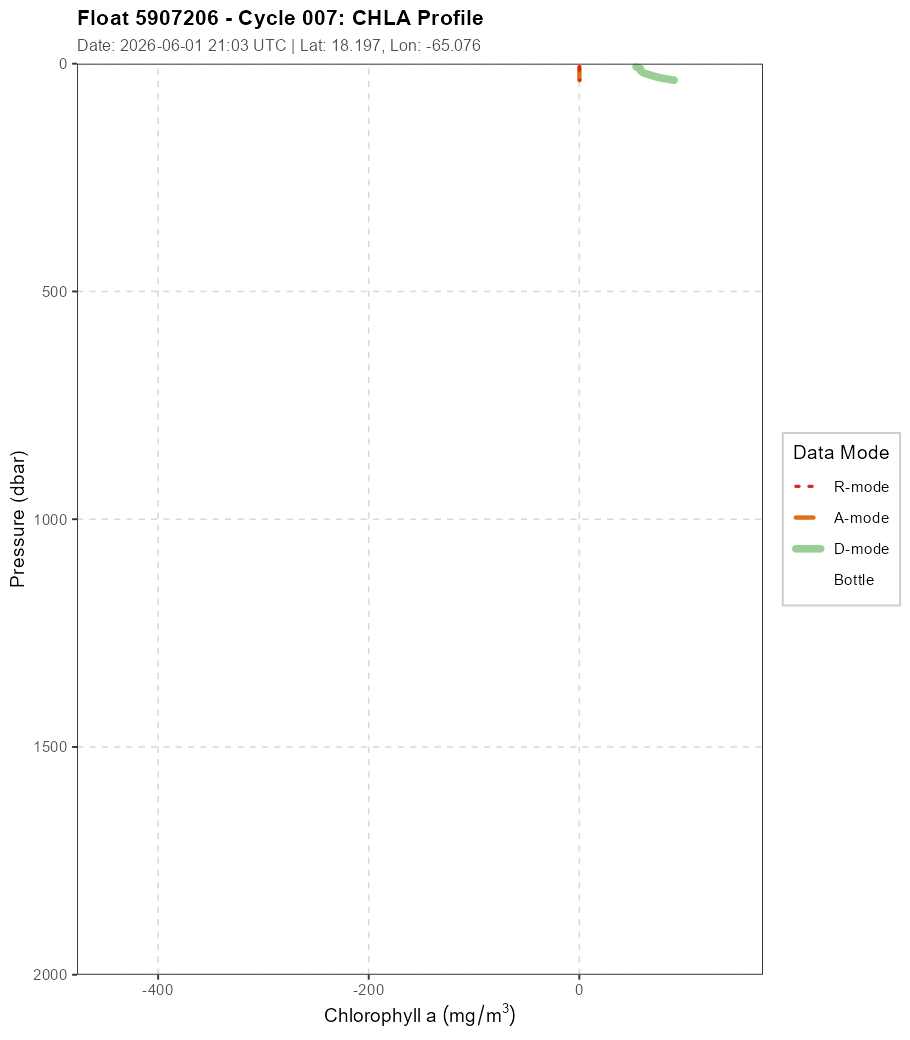 Float 5907206 - Cycle 007: CHLA Profile
Date: 2026-06-01 21:03 UTC | Lat: 18.197, Lon: -65.076
0
500
1000
1500
2000
Pressure (dbar)
-400
-200
0
Chlorophyll a (mg/m³)
Data Mode
R-mode
A-mode
D-mode
Bottle